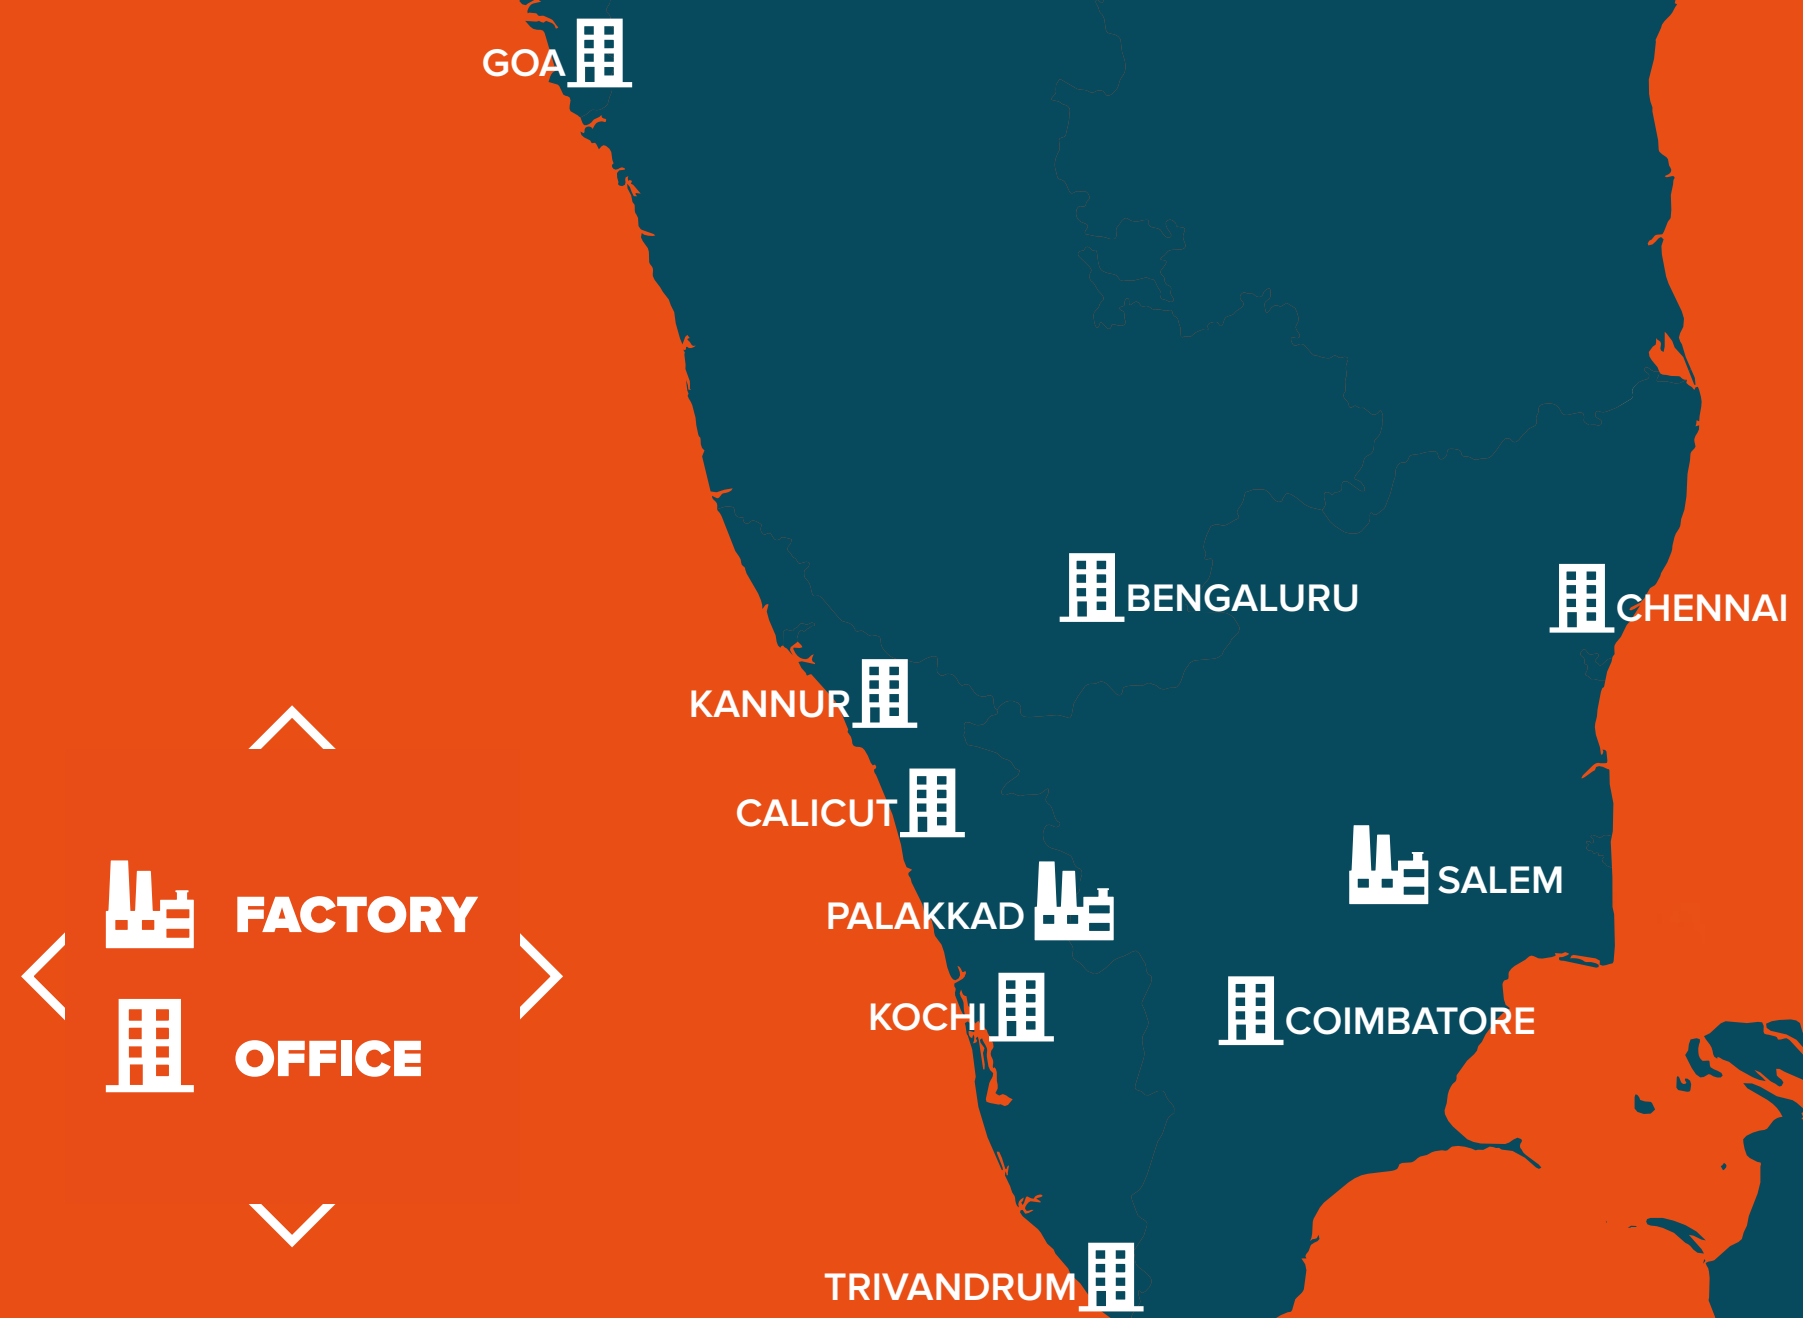 GOA
BENGALURU
CHENNAI
KANNUR
CALICUT
SALEM
PALAKKAD
KOCHI
COIMBATORE
TRIVANDRUM
FACTORY
OFFICE